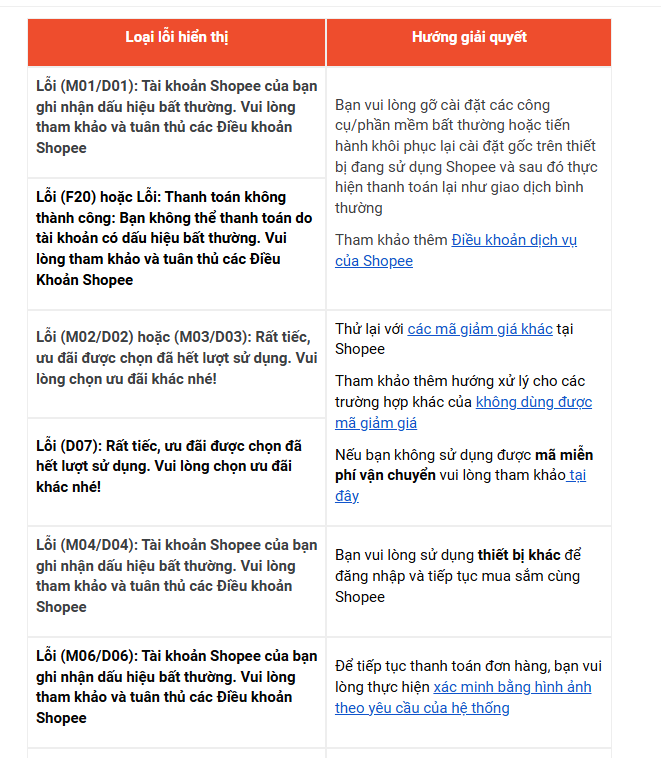 Loại lỗi hiển thị
Hướng giải quyết
Lỗi (M01/D01): Tài khoản Shopee của bạn
ghi nhận dấu hiệu bất thường. Vui lòng
tham khảo và tuân thủ các Điều khoản
Shopee
Lỗi (F20) hoặc Lỗi: Thanh toán không
thành công: Bạn không thể thanh toán do
tài khoản có dấu hiệu bất thường. Vui
lòng tham khảo và tuân thủ các Điều
Khoản Shopee
Bạn vui lòng gỡ cài đặt các công
cụ/phần mềm bất thường hoặc tiến
hành khôi phục lại cài đặt gốc trên thiết
bị đang sử dụng Shopee và sau đó thực
hiện thanh toán lại như giao dịch bình
thường
Tham khảo thêm Điều khoản dịch vụ
của Shopee
Lỗi (M02/D02) hoặc (M03/D03): Rất tiếc,
ưu đãi được chọn đã hết lượt sử dụng. Vui
lòng chọn ưu đãi khác nhé!
Lỗi (D07): Rất tiếc, ưu đãi được chọn đã
hết lượt sử dụng. Vui lòng chọn ưu đãi
khác nhé!
Thử lại với các mã giảm giá khác tại
Shopee
Tham khảo thêm hướng xử lý cho các
trường hợp khác của không dùng được
mã giảm giá
Nếu bạn không sử dụng được mã miễn
phí vận chuyển vui lòng tham khảo tại
đây
Lỗi (M04/D04): Tài khoản Shopee của bạn
ghi nhận dấu hiệu bất thường. Vui lòng
tham khảo và tuân thủ các Điều khoản
Shopee
Bạn vui lòng sử dụng thiết bị khác để
đăng nhập và tiếp tục mua sắm cùng
Shopee
Lỗi (M06/D06): Tài khoản Shopee của bạn
ghi nhận dấu hiệu bất thường. Vui lòng
tham khảo và tuân thủ các Điều khoản
Shopee
Để tiếp tục thanh toán đơn hàng, bạn vui
lòng thực hiện xác minh bằng hình ảnh
theo yêu cầu của hệ thống